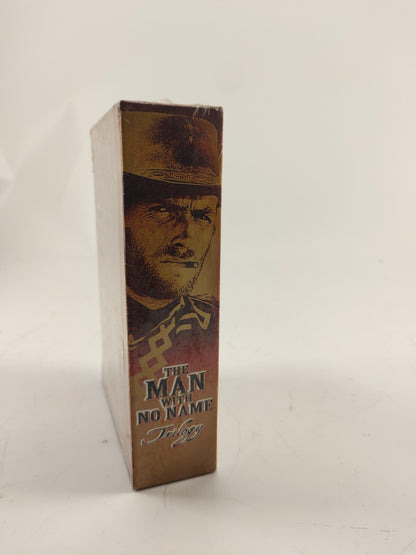 THE
MAN
WITH
NO NAME
Trilogy